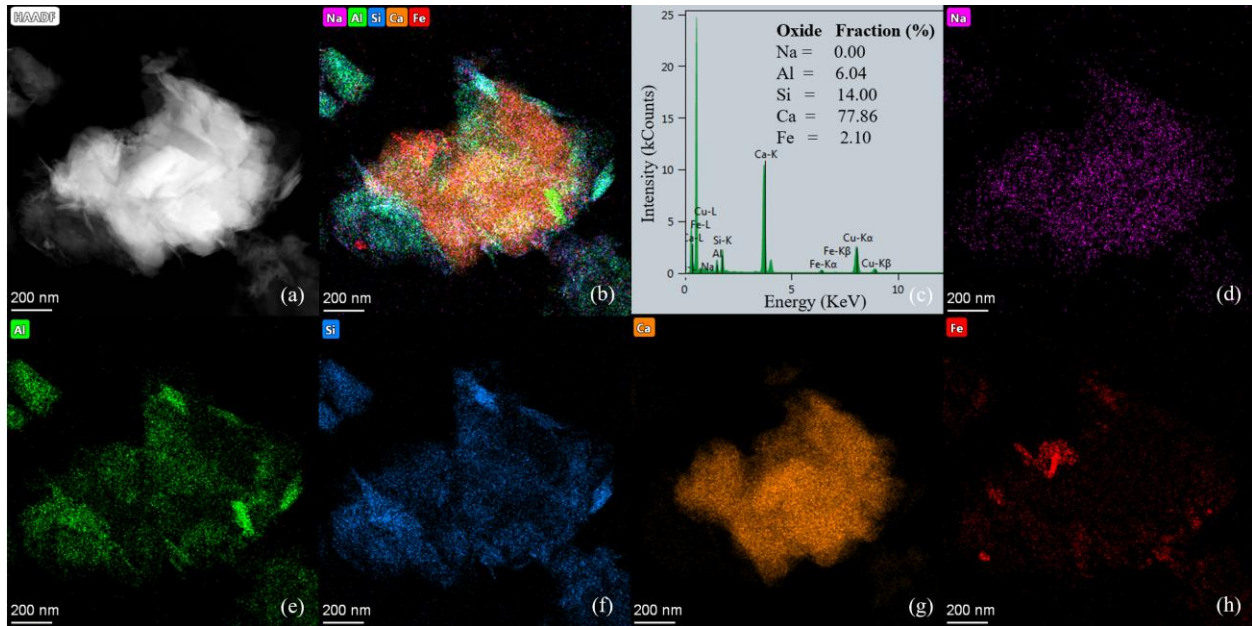 HAADF
(a)
200 nm
Na Al Si Ca Fe
(b)
200 nm
25
20
15
10
5
0
Intensity (kCounts)
Oxide Fraction (%)
Na = 0.00
Al = 6.04
Si = 14.00
Ca = 77.86
Fe = 2.10
Ca-K
Cu-L
Fe-L
Ca-L
Si-K
Al
Na
Fe-Kα
Fe-Kβ
Cu-Kα
Cu-Kβ
0 5 10
Energy (KeV)
(c)
Na
(d)
200 nm
Al
(e)
200 nm
Si
(f)
200 nm
Ca
(g)
200 nm
Fe
(h)
200 nm